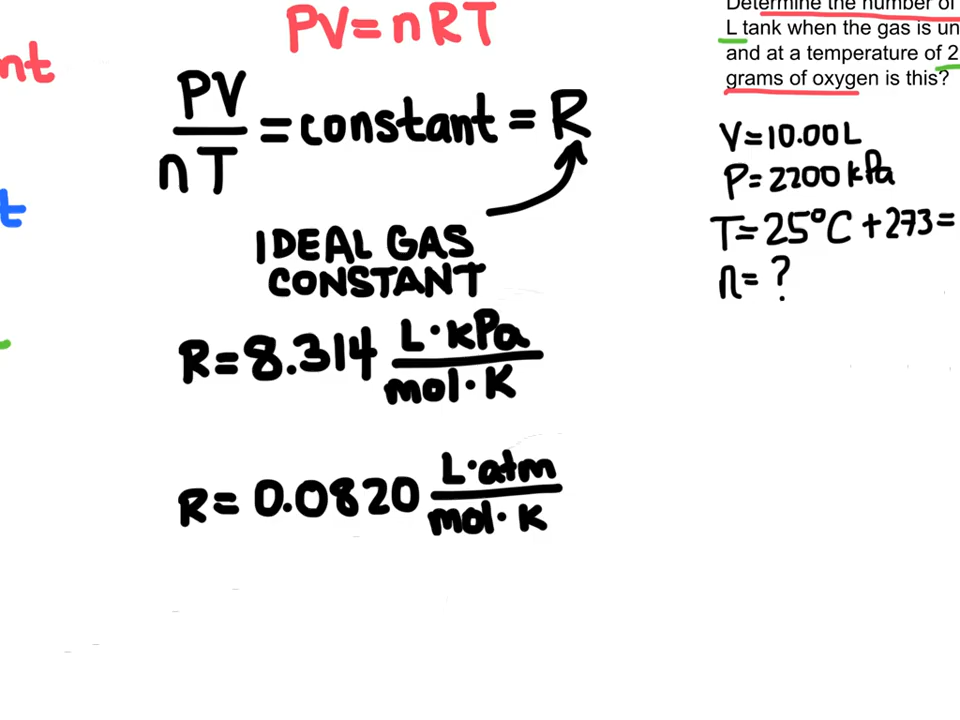 PV=nRT
nt
PV/nT = constant = R
t
IDEAL GAS
CONSTANT
R=8.314 L·kPa/mol·K
R=0.0820 L·atm/mol·K
Determine the number of
L tank when the gas is un
and at a temperature of 2
grams of oxygen is this?
V=10.00L
P=2200kPa
T=25°C+273=
n=?